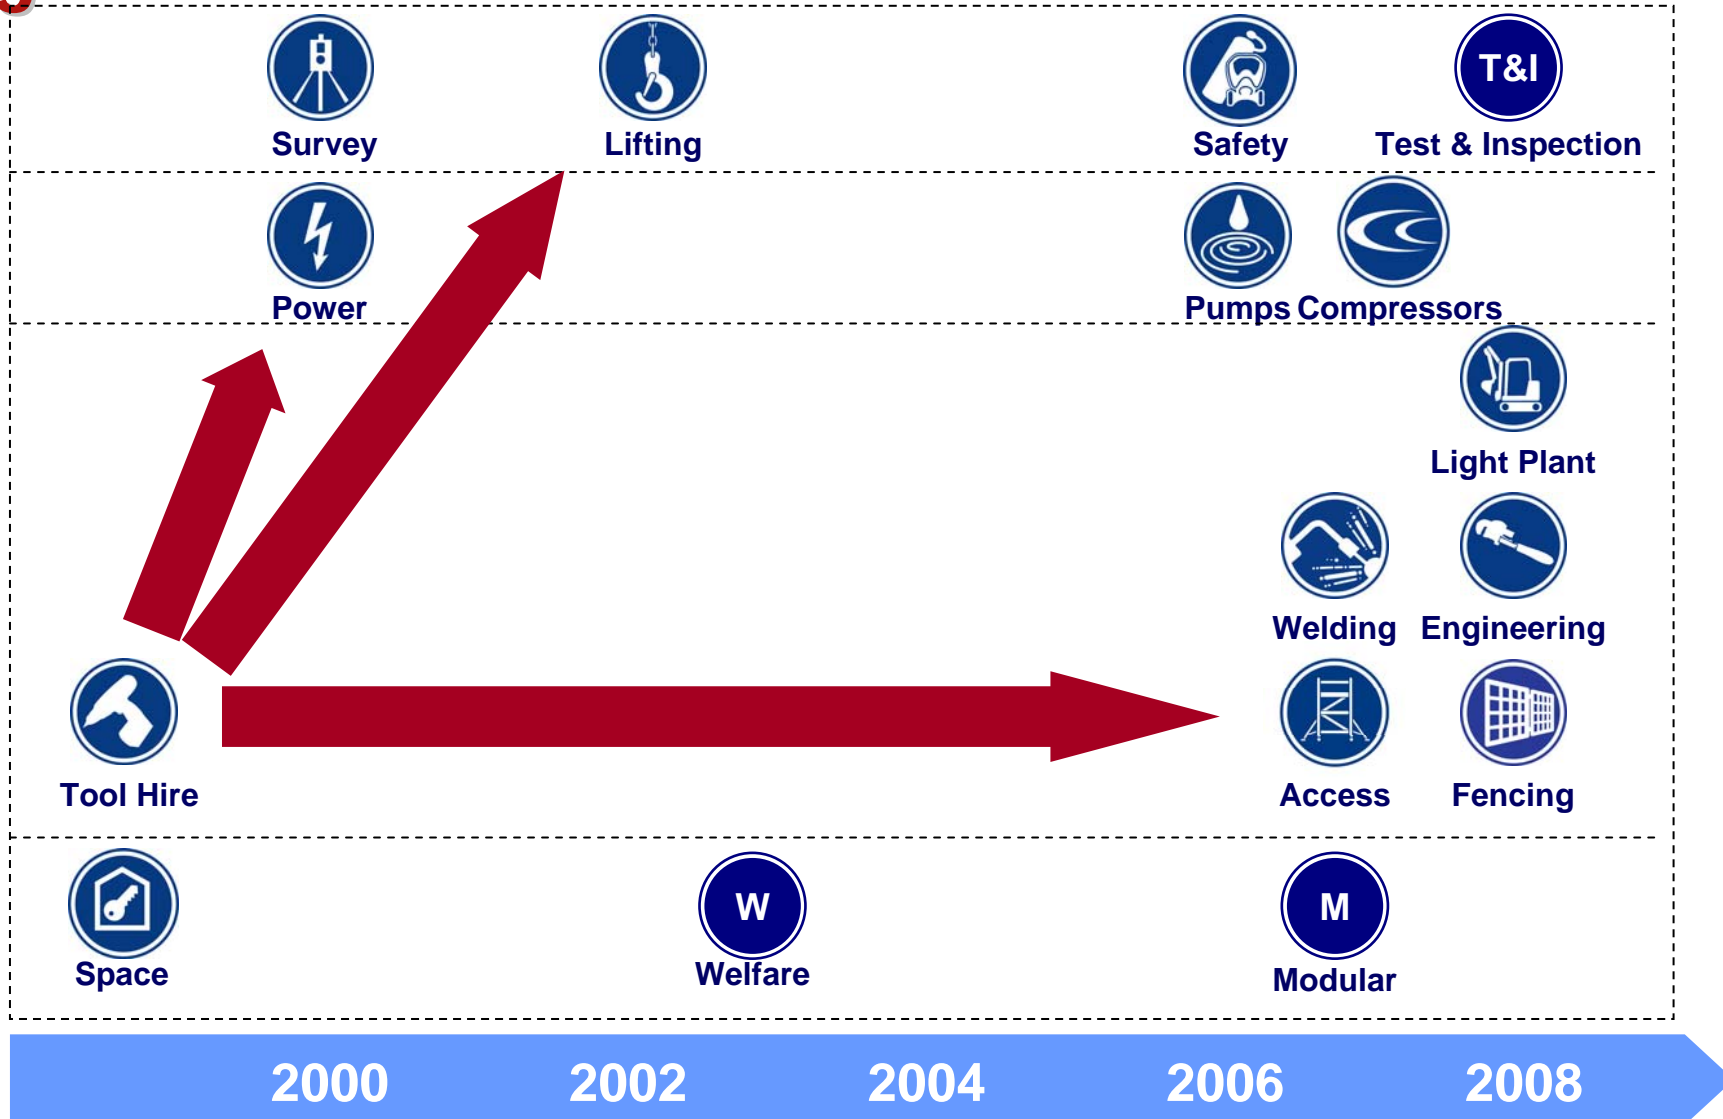 T&I
Survey
Lifting
Safety
Test & Inspection
Power
Pumps
Compressors
Light Plant
Welding
Engineering
Tool Hire
Access
Fencing
W
M
Space
Welfare
Modular
2000
2002
2004
2006
2008